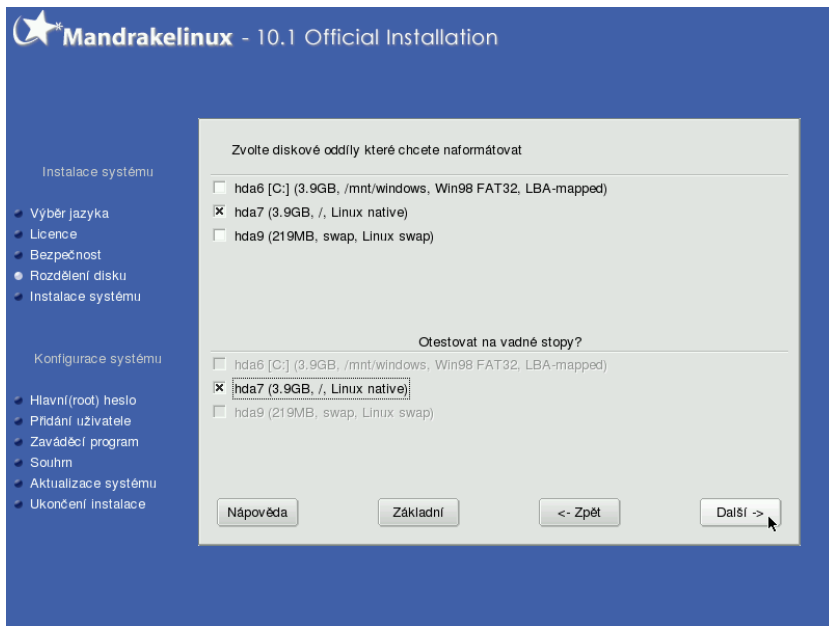 Mandrakelinux - 10.1 Official Installation
Instalace systému
Výběr jazyka
Licence
Bezpečnost
Rozdělení disku
Instalace systému
Konfigurace systému
Hlavní(root) heslo
Přidání uživatele
Zaváděcí program
Souhrn
Aktualizace systému
Ukončení instalace
Zvolte diskové oddíly které chcete naformátovat
hda6 [C:] (3.9GB, /mnt/windows, Win98 FAT32, LBA-mapped)
hda7 (3.9GB, /, Linux native)
hda9 (219MB, swap, Linux swap)
Otestovat na vadné stopy?
hda6 [C:] (3.9GB, /mnt/windows, Win98 FAT32, LBA-mapped)
hda7 (3.9GB, /, Linux native)
hda9 (219MB, swap, Linux swap)
Nápověda Základní <- Zpět Další ->